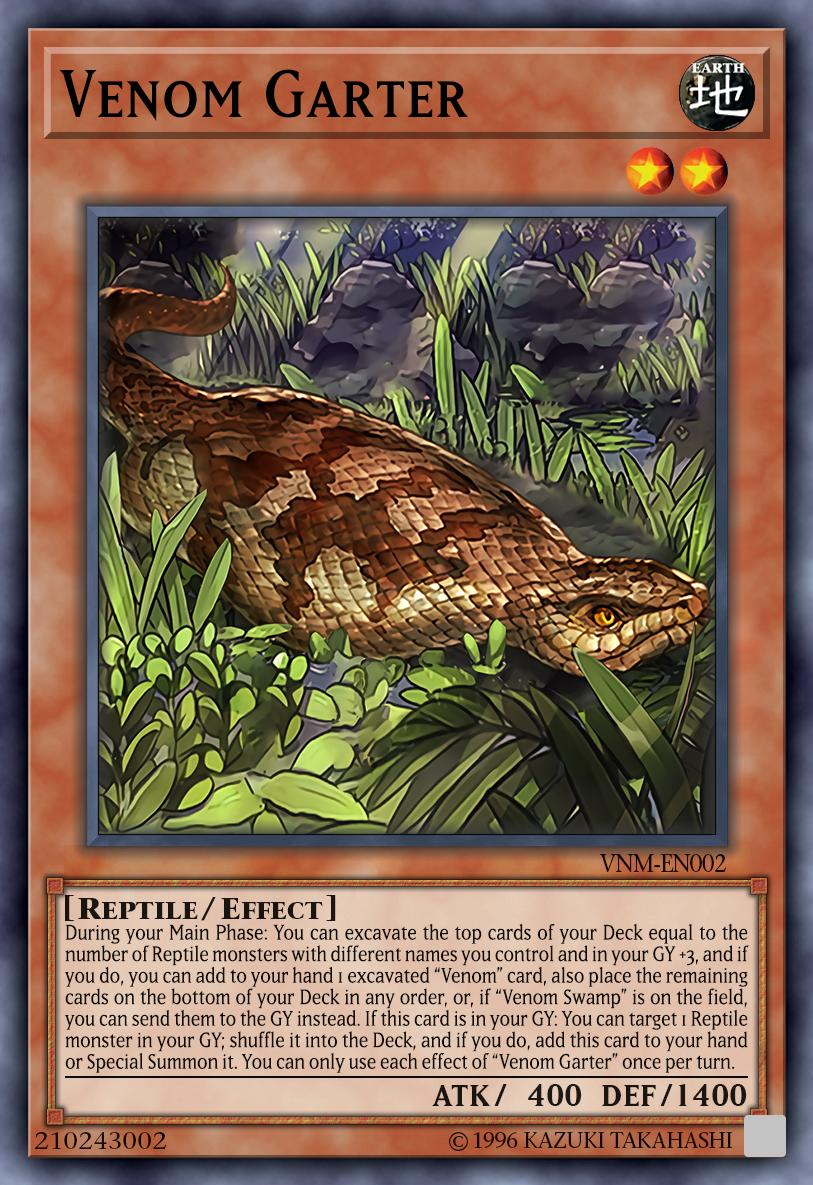 Venom Garter
EARTH
地
VNM-EN002
[Reptile/Effect]
During your Main Phase: You can excavate the top cards of your Deck equal to the
number of Reptile monsters with different names you control and in your GY +3, and if
you do, you can add to your hand 1 excavated “Venom” card, also place the remaining
cards on the bottom of your Deck in any order, or, if “Venom Swamp” is on the field,
you can send them to the GY instead. If this card is in your GY: You can target 1 Reptile
monster in your GY; shuffle it into the Deck, and if you do, add this card to your hand
or Special Summon it. You can only use each effect of “Venom Garter” once per turn.
ATK/ 400 DEF/1400
210243002
© 1996 KAZUKI TAKAHASHI